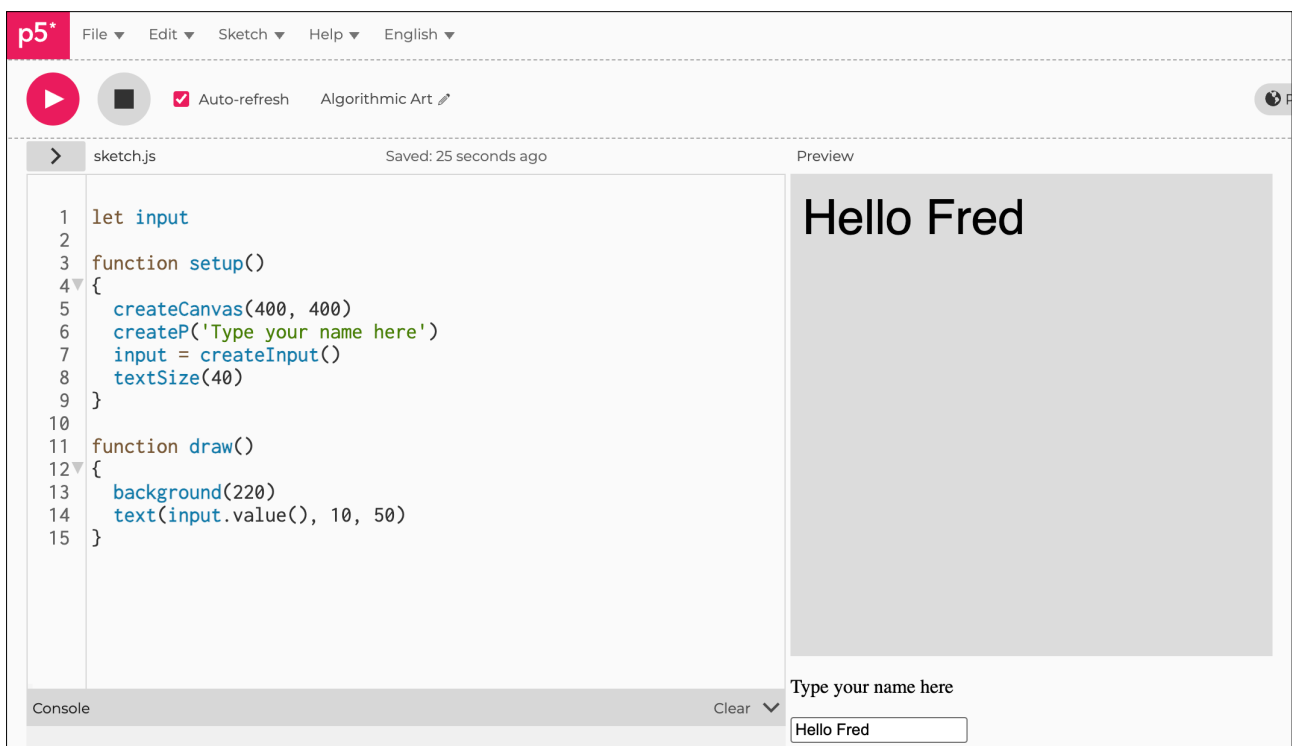 p5* File Edit Sketch Help English
Auto-refresh Algorithmic Art P
sketch.js Saved: 25 seconds ago Preview
1 let input
2
3 function setup()
4 {
5 createCanvas(400, 400)
6 createP('Type your name here')
7 input = createInput()
8 textSize(40)
9 }
10
11 function draw()
12 {
13 background(220)
14 text(input.value(), 10, 50)
15 }
Console Clear
Hello Fred
Type your name here
Hello Fred